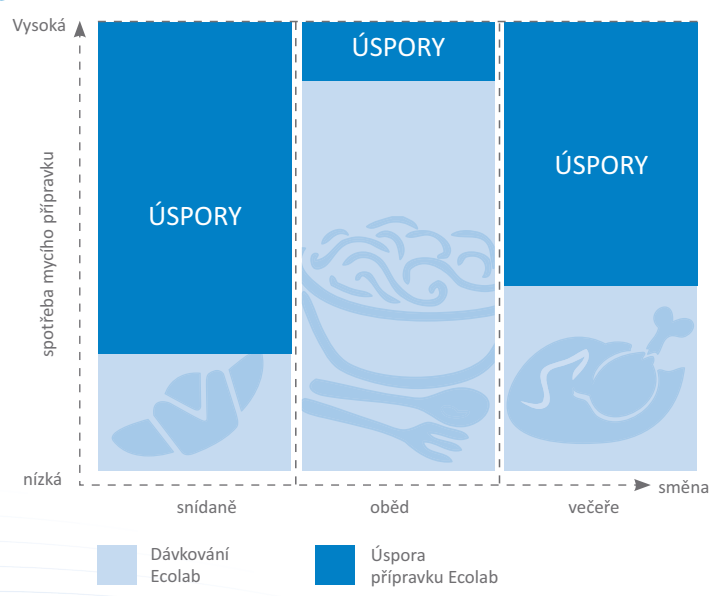 Vysoká
ÚSPORY
ÚSPORY
ÚSPORY
spotřeba mycího přípravku
nízká
směna
snídaně
oběd
večeře
Dávkování
Ecolab
Úspora
přípravku Ecolab